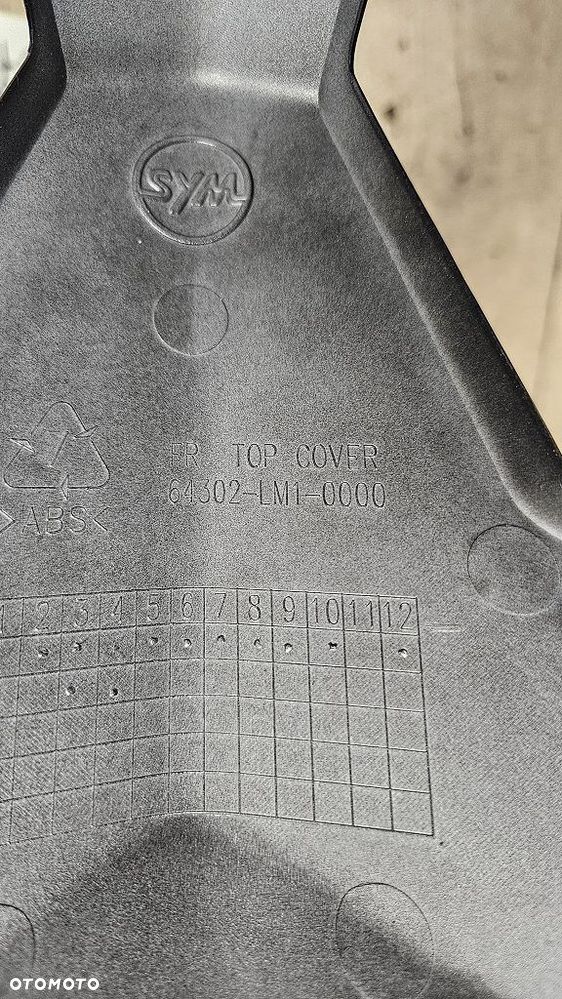 SYM
FR. TOP COVER
64302-LM1-0000
>ABS<
1 2 3 4 5 6 7 8 9 10 11 12
OTOMOTO